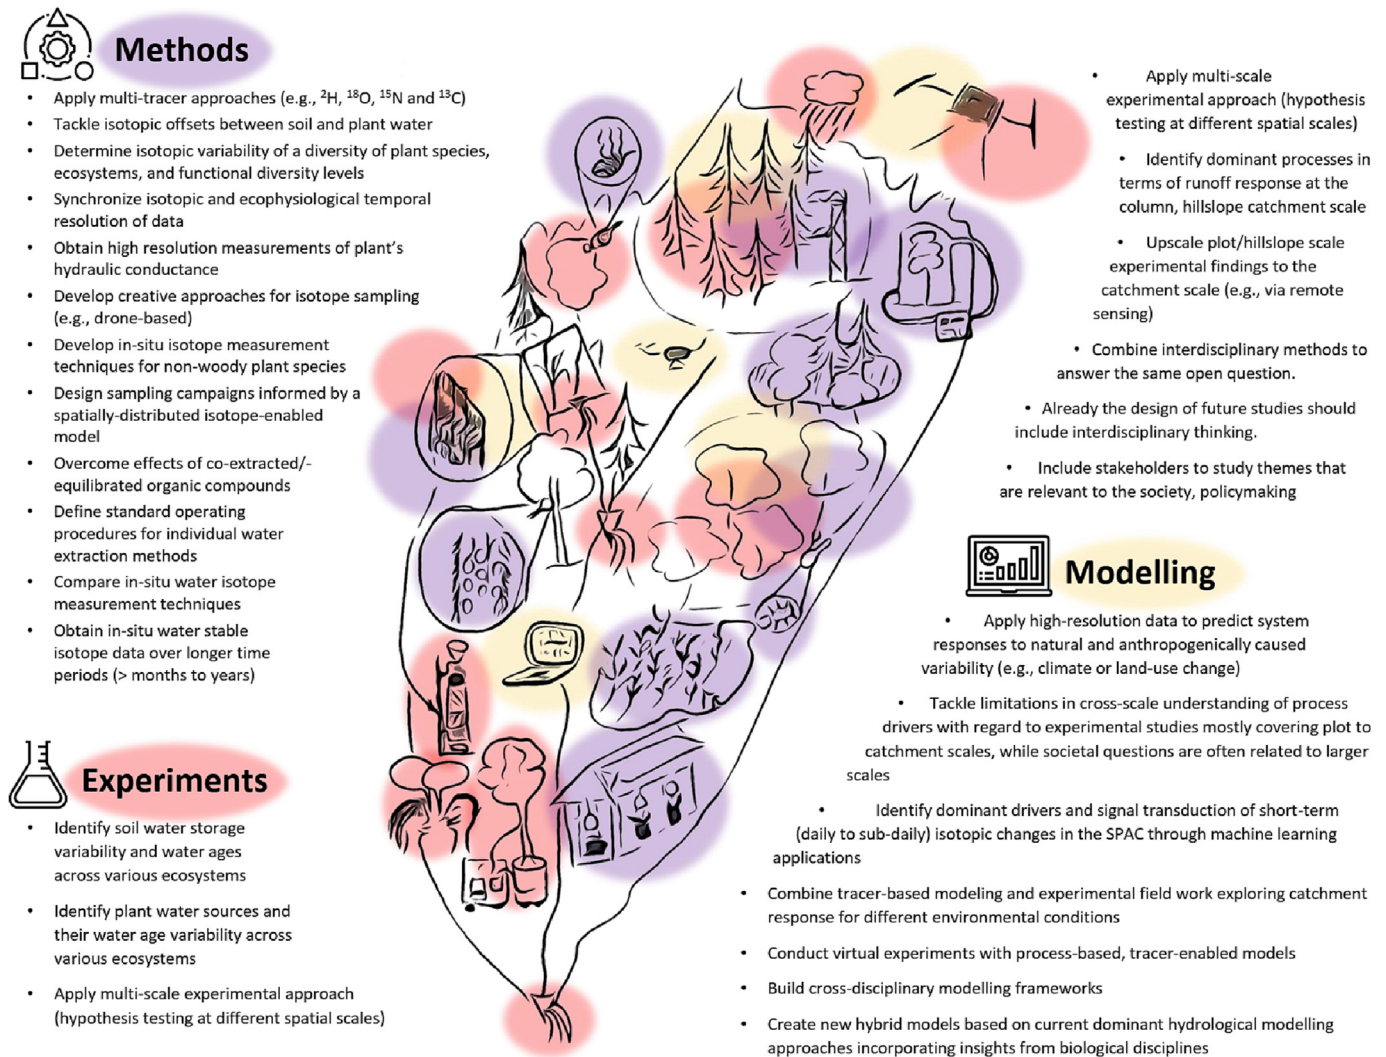 Methods
• Apply multi-tracer approaches (e.g., ²H, ¹⁸O, ¹⁵N and ¹³C)
• Tackle isotopic offsets between soil and plant water
• Determine isotopic variability of a diversity of plant species,
ecosystems, and functional diversity levels
• Synchronize isotopic and ecophysiological temporal
resolution of data
• Obtain high resolution measurements of plant's
hydraulic conductance
• Develop creative approaches for isotope sampling
(e.g., drone-based)
• Develop in-situ isotope measurement
techniques for non-woody plant species
• Design sampling campaigns informed by a
spatially-distributed isotope-enabled
model
• Overcome effects of co-extracted/-
equilibrated organic compounds
• Define standard operating
procedures for individual water
extraction methods
• Compare in-situ water isotope
measurement techniques
• Obtain in-situ water stable
isotope data over longer time
periods (> months to years)
Experiments
• Identify soil water storage
variability and water ages
across various ecosystems
• Identify plant water sources and
their water age variability across
various ecosystems
• Apply multi-scale experimental approach
(hypothesis testing at different spatial scales)
• Apply multi-scale
experimental approach (hypothesis
testing at different spatial scales)
• Identify dominant processes in
terms of runoff response at the
column, hillslope catchment scale
• Upscale plot/hillslope scale
experimental findings to the
catchment scale (e.g., via remote
sensing)
• Combine interdisciplinary methods to
answer the same open question.
• Already the design of future studies should
include interdisciplinary thinking.
• Include stakeholders to study themes that
are relevant to the society, policymaking
Modelling
• Apply high-resolution data to predict system
responses to natural and anthropogenically caused
variability (e.g., climate or land-use change)
• Tackle limitations in cross-scale understanding of process
drivers with regard to experimental studies mostly covering plot to
catchment scales, while societal questions are often related to larger
scales
• Identify dominant drivers and signal transduction of short-term
(daily to sub-daily) isotopic changes in the SPAC through machine learning
applications
• Combine tracer-based modeling and experimental field work exploring catchment
response for different environmental conditions
• Conduct virtual experiments with process-based, tracer-enabled models
• Build cross-disciplinary modelling frameworks
• Create new hybrid models based on current dominant hydrological modelling
approaches incorporating insights from biological disciplines